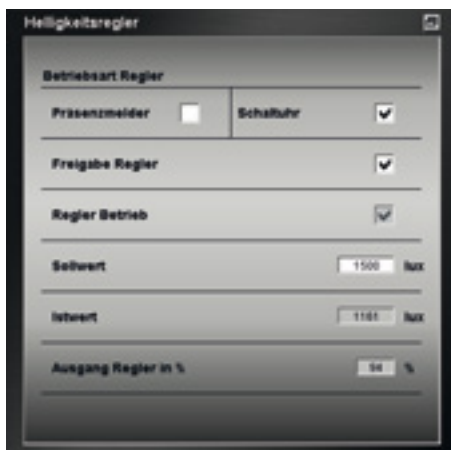 Helligkeitsregler
Betriebsart Regler
Präsenzmelder Schaltuhr
Freigabe Regler
Regler Betrieb
Sollwert 1500 lux
Istwert 1161 lux
Ausgang Regler in % %